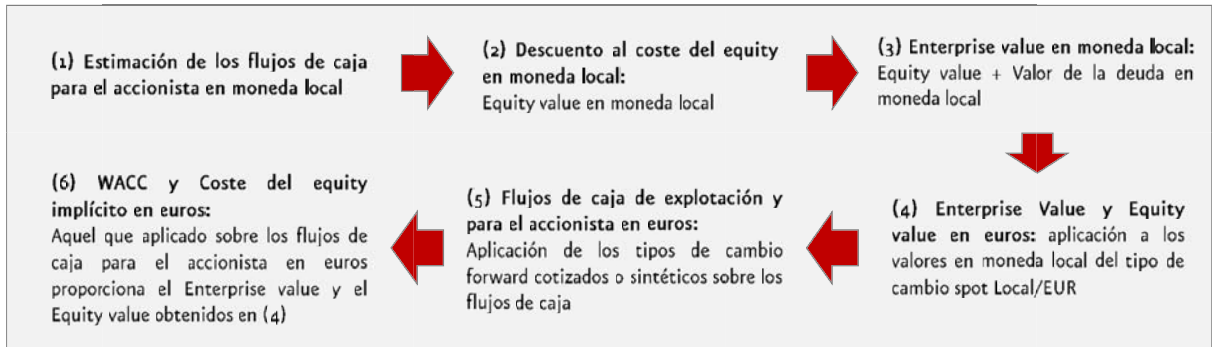 (1) Estimación de los flujos de caja
para el accionista en moneda local
(2) Descuento al coste del equity
en moneda local:
Equity value en moneda local
(3) Enterprise value en moneda local:
Equity value + Valor de la deuda en
moneda local
(4) Enterprise Value y Equity
value en euros: aplicación a los
valores en moneda local del tipo de
cambio spot Local/EUR
(5) Flujos de caja de explotación y
para el accionista en euros:
Aplicación de los tipos de cambio
forward cotizados o sintéticos sobre los
flujos de caja
(6) WACC y Coste del equity
implícito en euros:
Aquel que aplicado sobre los flujos de
caja para el accionista en euros
proporciona el Enterprise value y el
Equity value obtenidos en (4)